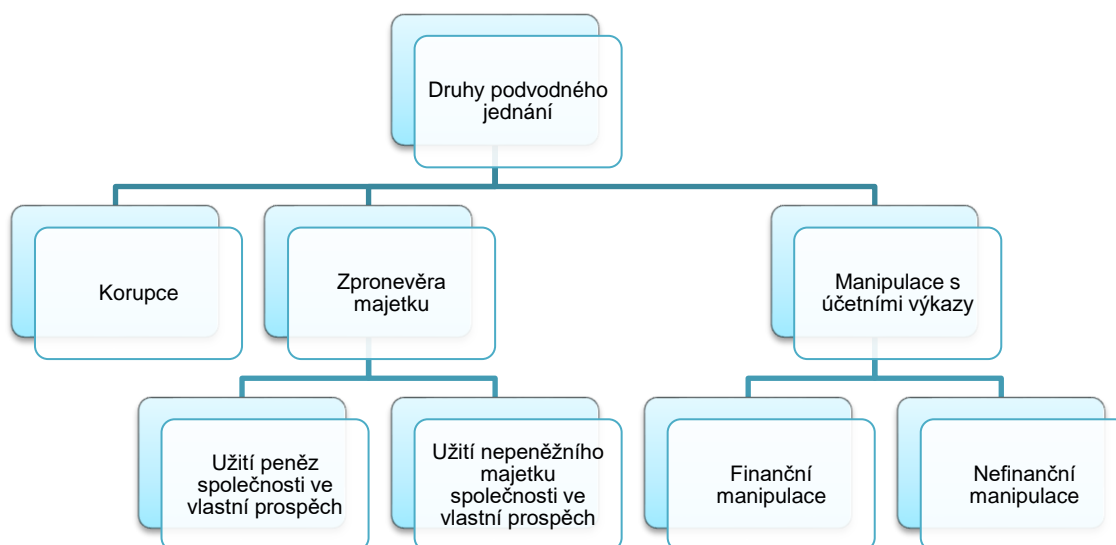 Druhy podvodného
jednání
Korupce
Zpronevěra
majetku
Manipulace s
účetními výkazy
Užití peněz
společnosti ve
vlastní prospěch
Užití nepeněžního
majetku
společnosti ve
vlastní prospěch
Finanční
manipulace
Nefinanční
manipulace